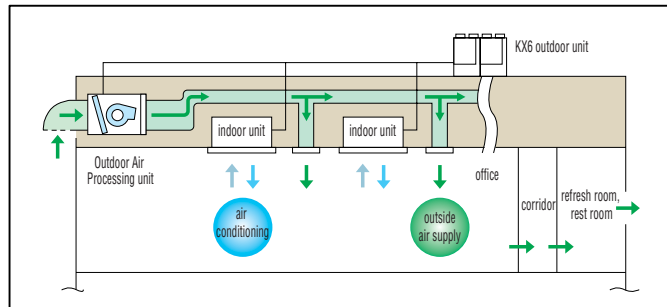 KX6 outdoor unit
indoor unit
indoor unit
Outdoor Air
Processing unit
office
air
conditioning
outside
air supply
corridor
refresh room,
rest room